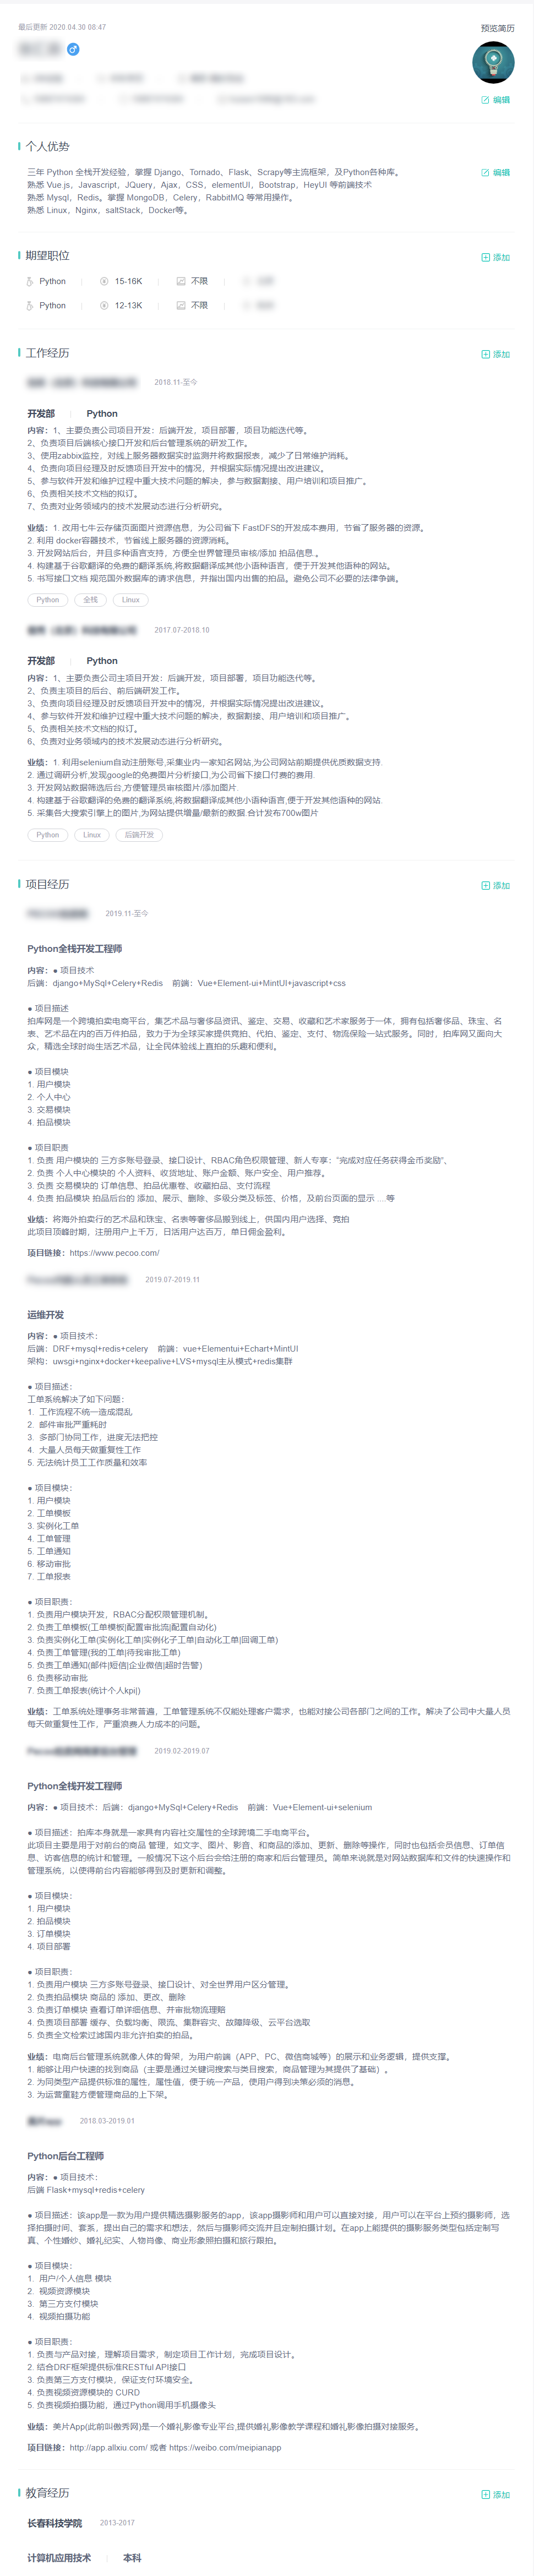 最后更新 2020.04.30 08:47
预览简历
编辑
个人优势
三年 Python 全栈开发经验，掌握 Django、Tornado、Flask、Scrapy等主流框架，及Python各种库。
编辑
熟悉 Vue.js，Javascript，JQuery，Ajax，CSS，elementUI，Bootstrap，HeyUI 等前端技术
熟悉 Mysql，Redis。掌握 MongoDB，Celery，RabbitMQ 等常用操作。
熟悉 Linux，Nginx，saltStack，Docker等。
期望职位
添加
Python 15-16K 不限
Python 12-13K 不限
工作经历
添加
2018.11-至今
开发部 Python
内容：1、主要负责公司项目开发：后端开发，项目部署，项目功能迭代等。
2、负责项目后端核心接口开发和后台管理系统的研发工作。
3、使用zabbix监控，对线上服务器数据实时监测并将数据报表，减少了日常维护消耗。
4、负责向项目经理及时反馈项目开发中的情况，并根据实际情况提出改进建议。
5、参与软件开发和维护过程中重大技术问题的解决，参与数据割接、用户培训和项目推广。
6、负责相关技术文档的拟订。
7、负责对业务领域内的技术发展动态进行分析研究。
业绩：1. 改用七牛云存储页面图片资源信息，为公司省下 FastDFS的开发成本费用，节省了服务器的资源。
2. 利用 docker容器技术，节省线上服务器的资源消耗。
3. 开发网站后台，并且多种语言支持，方便全世界管理员审核/添加 拍品信息 。
4. 构建基于谷歌翻译的免费的翻译系统,将数据翻译成其他小语种语言，便于开发其他语种的网站。
5. 书写接口文档 规范国外数据库的请求信息，并指出国内出售的拍品。避免公司不必要的法律争端。
Python 全栈 Linux
2017.07-2018.10
开发部 Python
内容：1、主要负责公司主项目开发：后端开发，项目部署，项目功能迭代等。
2、负责主项目的后台、前后端研发工作。
3、负责向项目经理及时反馈项目开发中的情况，并根据实际情况提出改进建议。
4、参与软件开发和维护过程中重大技术问题的解决，数据割接、用户培训和项目推广。
5、负责相关技术文档的拟订。
6、负责对业务领域内的技术发展动态进行分析研究。
业绩：1. 利用selenium自动注册账号,采集业内一家知名网站,为公司网站前期提供优质数据支持.
2. 通过调研分析,发现google的免费图片分析接口,为公司省下接口付费的费用.
3. 开发网站数据筛选后台,方便管理员审核图片/添加图片.
4. 构建基于谷歌翻译的免费的翻译系统,将数据翻译成其他小语种语言,便于开发其他语种的网站.
5. 采集各大搜索引擎上的图片,为网站提供增量/最新的数据.合计发布700w图片
Python Linux 后端开发
项目经历
添加
2019.11-至今
Python全栈开发工程师
内容：● 项目技术
后端：django+MySql+Celery+Redis 前端：Vue+Element-ui+MintUI+javascript+css
● 项目描述
拍库网是一个跨境拍卖电商平台，集艺术品与奢侈品资讯、鉴定、交易、收藏和艺术家服务于一体，拥有包括奢侈品、珠宝、名
表、艺术品在内的百万件拍品，致力于为全球买家提供竞拍、代拍、鉴定、支付、物流保险一站式服务。同时，拍库网又面向大
众，精选全球时尚生活艺术品，让全民体验线上直拍的乐趣和便利。
● 项目模块
1. 用户模块
2. 个人中心
3. 交易模块
4. 拍品模块
● 项目职责
1. 负责 用户模块的 三方多账号登录、接口设计、RBAC角色权限管理、新人专享：“完成对应任务获得金币奖励”、
2. 负责 个人中心模块的 个人资料、收货地址、账户金额、账户安全、用户推荐。
3. 负责 交易模块的 订单信息、拍品优惠卷、收藏拍品、支付流程
4. 负责 拍品模块 拍品后台的 添加、展示、删除、多级分类及标签、价格，及前台页面的显示 ....等
业绩：将海外拍卖行的艺术品和珠宝、名表等奢侈品搬到线上，供国内用户选择、竞拍
此项目顶峰时期，注册用户上千万，日活用户达百万，单日佣金盈利。
项目链接：https://www.pecoo.com/
2019.07-2019.11
运维开发
内容：● 项目技术：
后端：DRF+mysql+redis+celery 前端：vue+Elementui+Echart+MintUI
架构：uwsgi+nginx+docker+keepalive+LVS+mysql主从模式+redis集群
● 项目描述：
工单系统解决了如下问题：
1. 工作流程不统一造成混乱
2. 邮件审批严重耗时
3. 多部门协同工作，进度无法把控
4. 大量人员每天做重复性工作
5. 无法统计员工工作质量和效率
● 项目模块：
1. 用户模块
2. 工单模板
3. 实例化工单
4. 工单管理
5. 工单通知
6. 移动审批
7. 工单报表
● 项目职责：
1. 负责用户模块开发，RBAC分配权限管理机制。
2. 负责工单模板(工单模板|配置审批流|配置自动化)
3. 负责实例化工单(实例化工单|实例化子工单|自动化工单|回调工单)
4. 负责工单管理(我的工单|待我审批工单)
5. 负责工单通知(邮件|短信|企业微信|超时告警)
6. 负责移动审批
7. 负责工单报表(统计个人kpi|)
业绩：工单系统处理事务非常普遍，工单管理系统不仅能处理客户需求，也能对接公司各部门之间的工作。解决了公司中大量人员
每天做重复性工作，严重浪费人力成本的问题。
2019.02-2019.07
Python全栈开发工程师
内容：● 项目技术：后端：django+MySql+Celery+Redis 前端：Vue+Element-ui+selenium
● 项目描述：拍库本身就是一家具有内容社交属性的全球跨境二手电商平台。
此项目主要是用于对前台的商品 管理，如文字、图片、影音、和商品的添加、更新、删除等操作，同时也包括会员信息、订单信
息、访客信息的统计和管理。一般情况下这个后台会给注册的商家和后台管理员。简单来说就是对网站数据库和文件的快速操作和
管理系统，以使得前台内容能够得到及时更新和调整。
● 项目模块：
1. 用户模块
2. 拍品模块
3. 订单模块
4. 项目部署
● 项目职责：
1. 负责用户模块 三方多账号登录、接口设计、对全世界用户区分管理。
2. 负责拍品模块 商品的 添加、更改、删除
3. 负责订单模块 查看订单详细信息、并审批物流理赔
4. 负责项目部署 缓存、负载均衡、限流、集群容灾、故障降级、云平台选取
5. 负责全文检索过滤国内非允许拍卖的拍品。
业绩：电商后台管理系统就像人体的骨架，为用户前端（APP、PC、微信商城等）的展示和业务逻辑，提供支撑。
1. 能够让用户快速的找到商品（主要是通过关键词搜索与类目搜索，商品管理为其提供了基础）。
2. 为同类型产品提供标准的属性，属性值，便于统一产品，使用户得到决策必须的消息。
3. 为运营童鞋方便管理商品的上下架。
2018.03-2019.01
Python后台工程师
内容：● 项目技术：
后端 Flask+mysql+redis+celery
● 项目描述：该app是一款为用户提供精选摄影服务的app，该app摄影师和用户可以直接对接，用户可以在平台上预约摄影师，选
择拍摄时间、套系，提出自己的需求和想法，然后与摄影师交流并且定制拍摄计划。在app上能提供的摄影服务类型包括定制写
真、个性婚纱、婚礼纪实、人物肖像、商业形象照拍摄和旅行跟拍。
● 项目模块：
1. 用户/个人信息 模块
2. 视频资源模块
3. 第三方支付模块
4. 视频拍摄功能
● 项目职责：
1. 负责与产品对接，理解项目需求，制定项目工作计划，完成项目设计。
2. 结合DRF框架提供标准RESTful API接口
3. 负责第三方支付模块，保证支付环境安全。
4. 负责视频资源模块的 CURD
5. 负责视频拍摄功能，通过Python调用手机摄像头
业绩：美片App(此前叫傲秀网)是一个婚礼影像专业平台,提供婚礼影像教学课程和婚礼影像拍摄对接服务。
项目链接：http://app.allxiu.com/ 或者 https://weibo.com/meipianapp
教育经历
添加
长春科技学院 2013-2017
计算机应用技术 本科